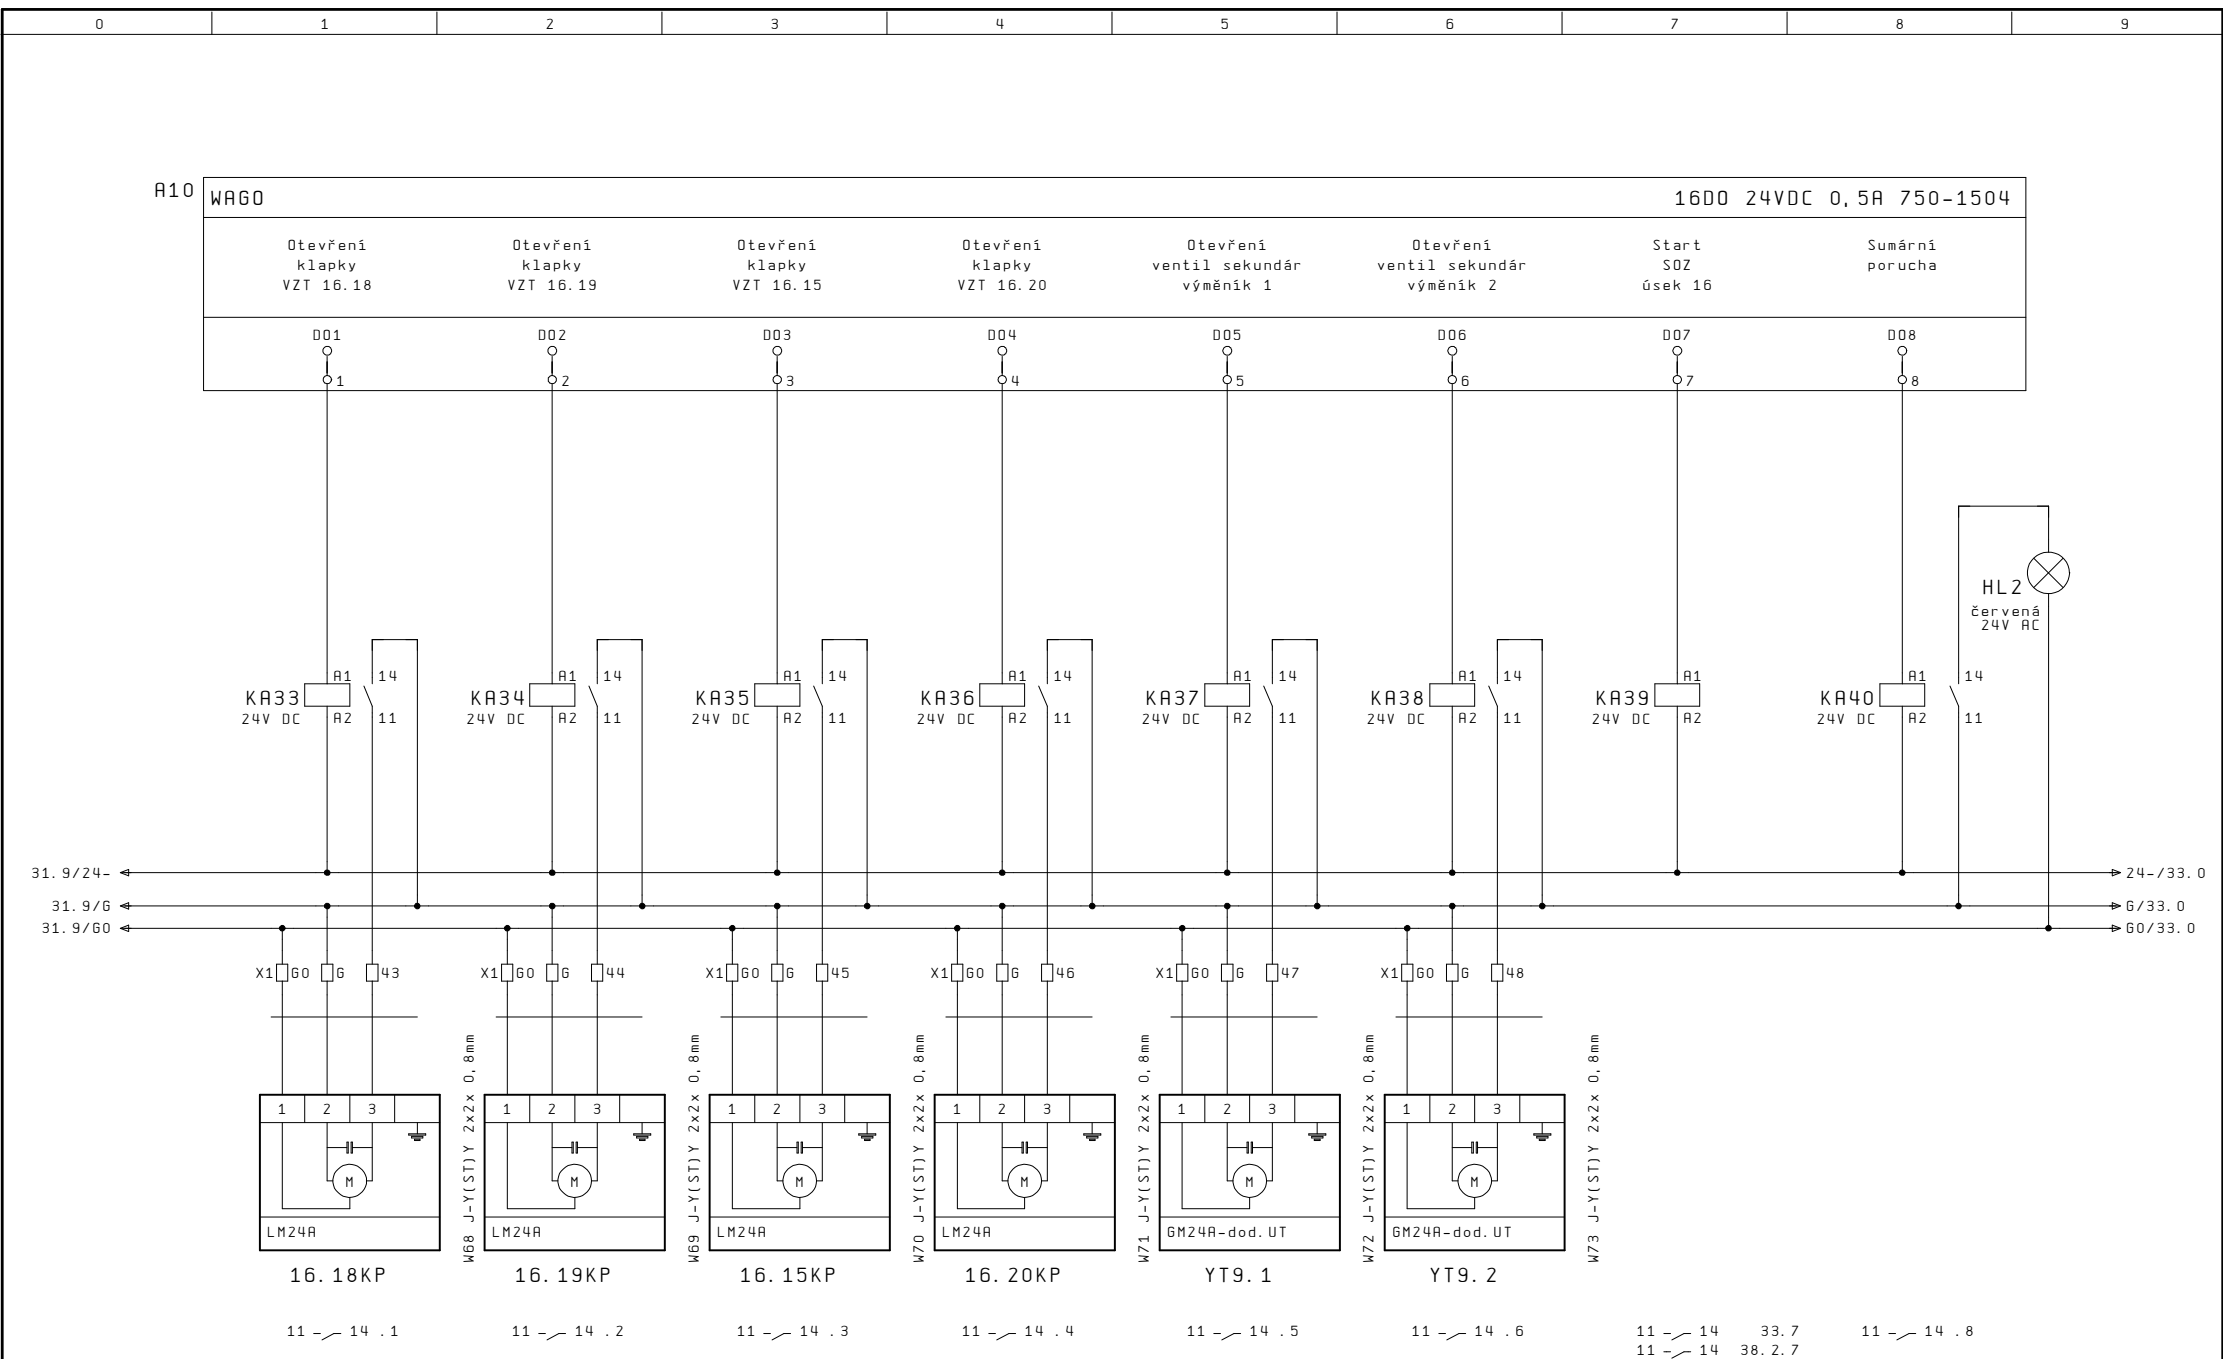 0 1 2 3 4 5 6 7 8 9
A10 WAGO 16DO 24VDC 0,5A 750-1504
Otevření Otevření Otevření Otevření Otevření Otevření Start Sumární
klapky klapky klapky klapky ventil sekundár ventil sekundár SOZ porucha
VZT 16.18 VZT 16.19 VZT 16.15 VZT 16.20 výměník 1 výměník 2 úsek 16
DO1 DO2 DO3 DO4 DO5 DO6 DO7 DO8
1 2 3 4 5 6 7 8
HL2
červená
24V AC
A1 14 A1 14 A1 14 A1 14 A1 14 A1 14 A1 A1 14
KA33 KA34 KA35 KA36 KA37 KA38 KA39 KA40
24V DC A2 11 24V DC A2 11 24V DC A2 11 24V DC A2 11 24V DC A2 11 24V DC A2 11 24V DC A2 24V DC A2 11
31.9/24- 24-/33.0
31.9/G G/33.0
31.9/G0 G0/33.0
X1 G0 G 43 X1 G0 G 44 X1 G0 G 45 X1 G0 G 46 X1 G0 G 47 X1 G0 G 48
W68 J-Y(ST)Y 2x2x 0,8mm
W69 J-Y(ST)Y 2x2x 0,8mm
W70 J-Y(ST)Y 2x2x 0,8mm
W71 J-Y(ST)Y 2x2x 0,8mm
W72 J-Y(ST)Y 2x2x 0,8mm
W73 J-Y(ST)Y 2x2x 0,8mm
1 2 3 1 2 3 1 2 3 1 2 3 1 2 3 1 2 3
M M M M M M
LM24A LM24A LM24A LM24A GM24A-dod.UT GM24A-dod.UT
16.18KP 16.19KP 16.15KP 16.20KP YT9.1 YT9.2
11 14 .1 11 14 .2 11 14 .3 11 14 .4 11 14 .5 11 14 .6 11 14 33.7 11 14 .8
11 14 38.2.7